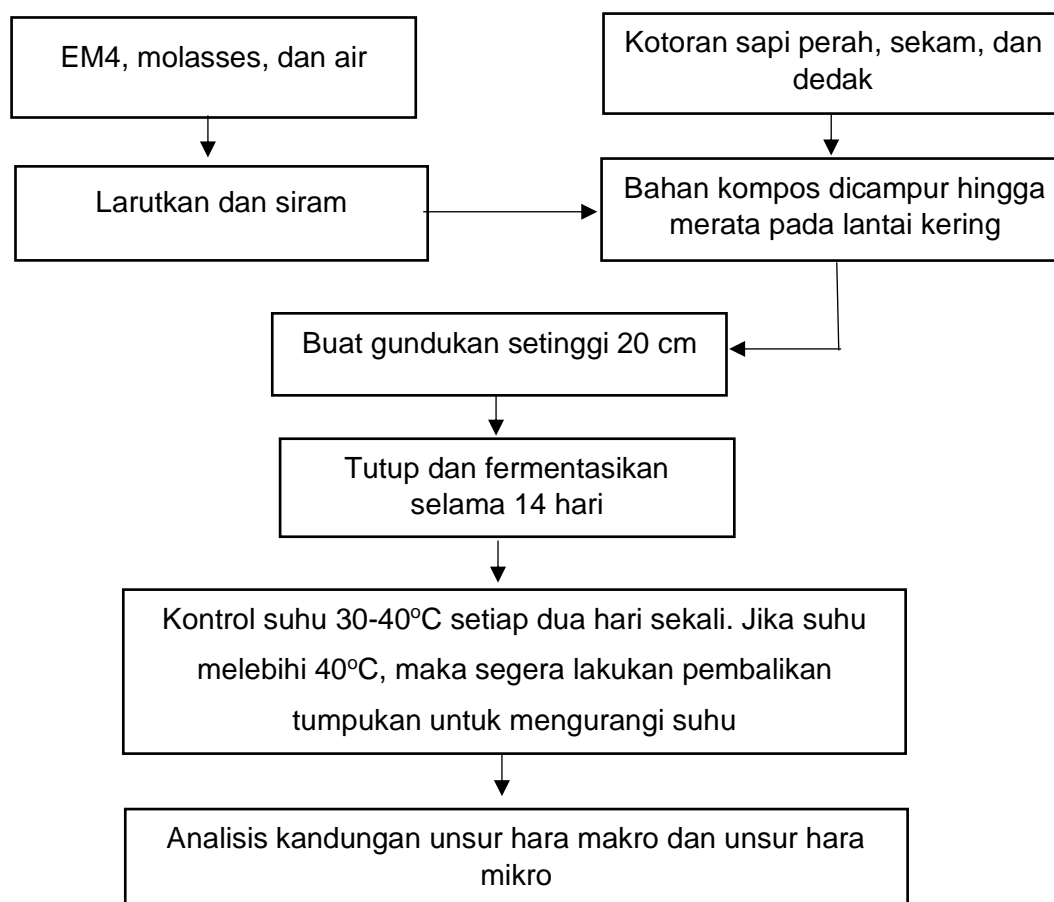 EM4, molasses, dan air
Kotoran sapi perah, sekam, dan
dedak
Larutkan dan siram
Bahan kompos dicampur hingga
merata pada lantai kering
Buat gundukan setinggi 20 cm
Tutup dan fermentasikan
selama 14 hari
Kontrol suhu 30-40°C setiap dua hari sekali. Jika suhu
melebihi 40°C, maka segera lakukan pembalikan
tumpukan untuk mengurangi suhu
Analisis kandungan unsur hara makro dan unsur hara
mikro